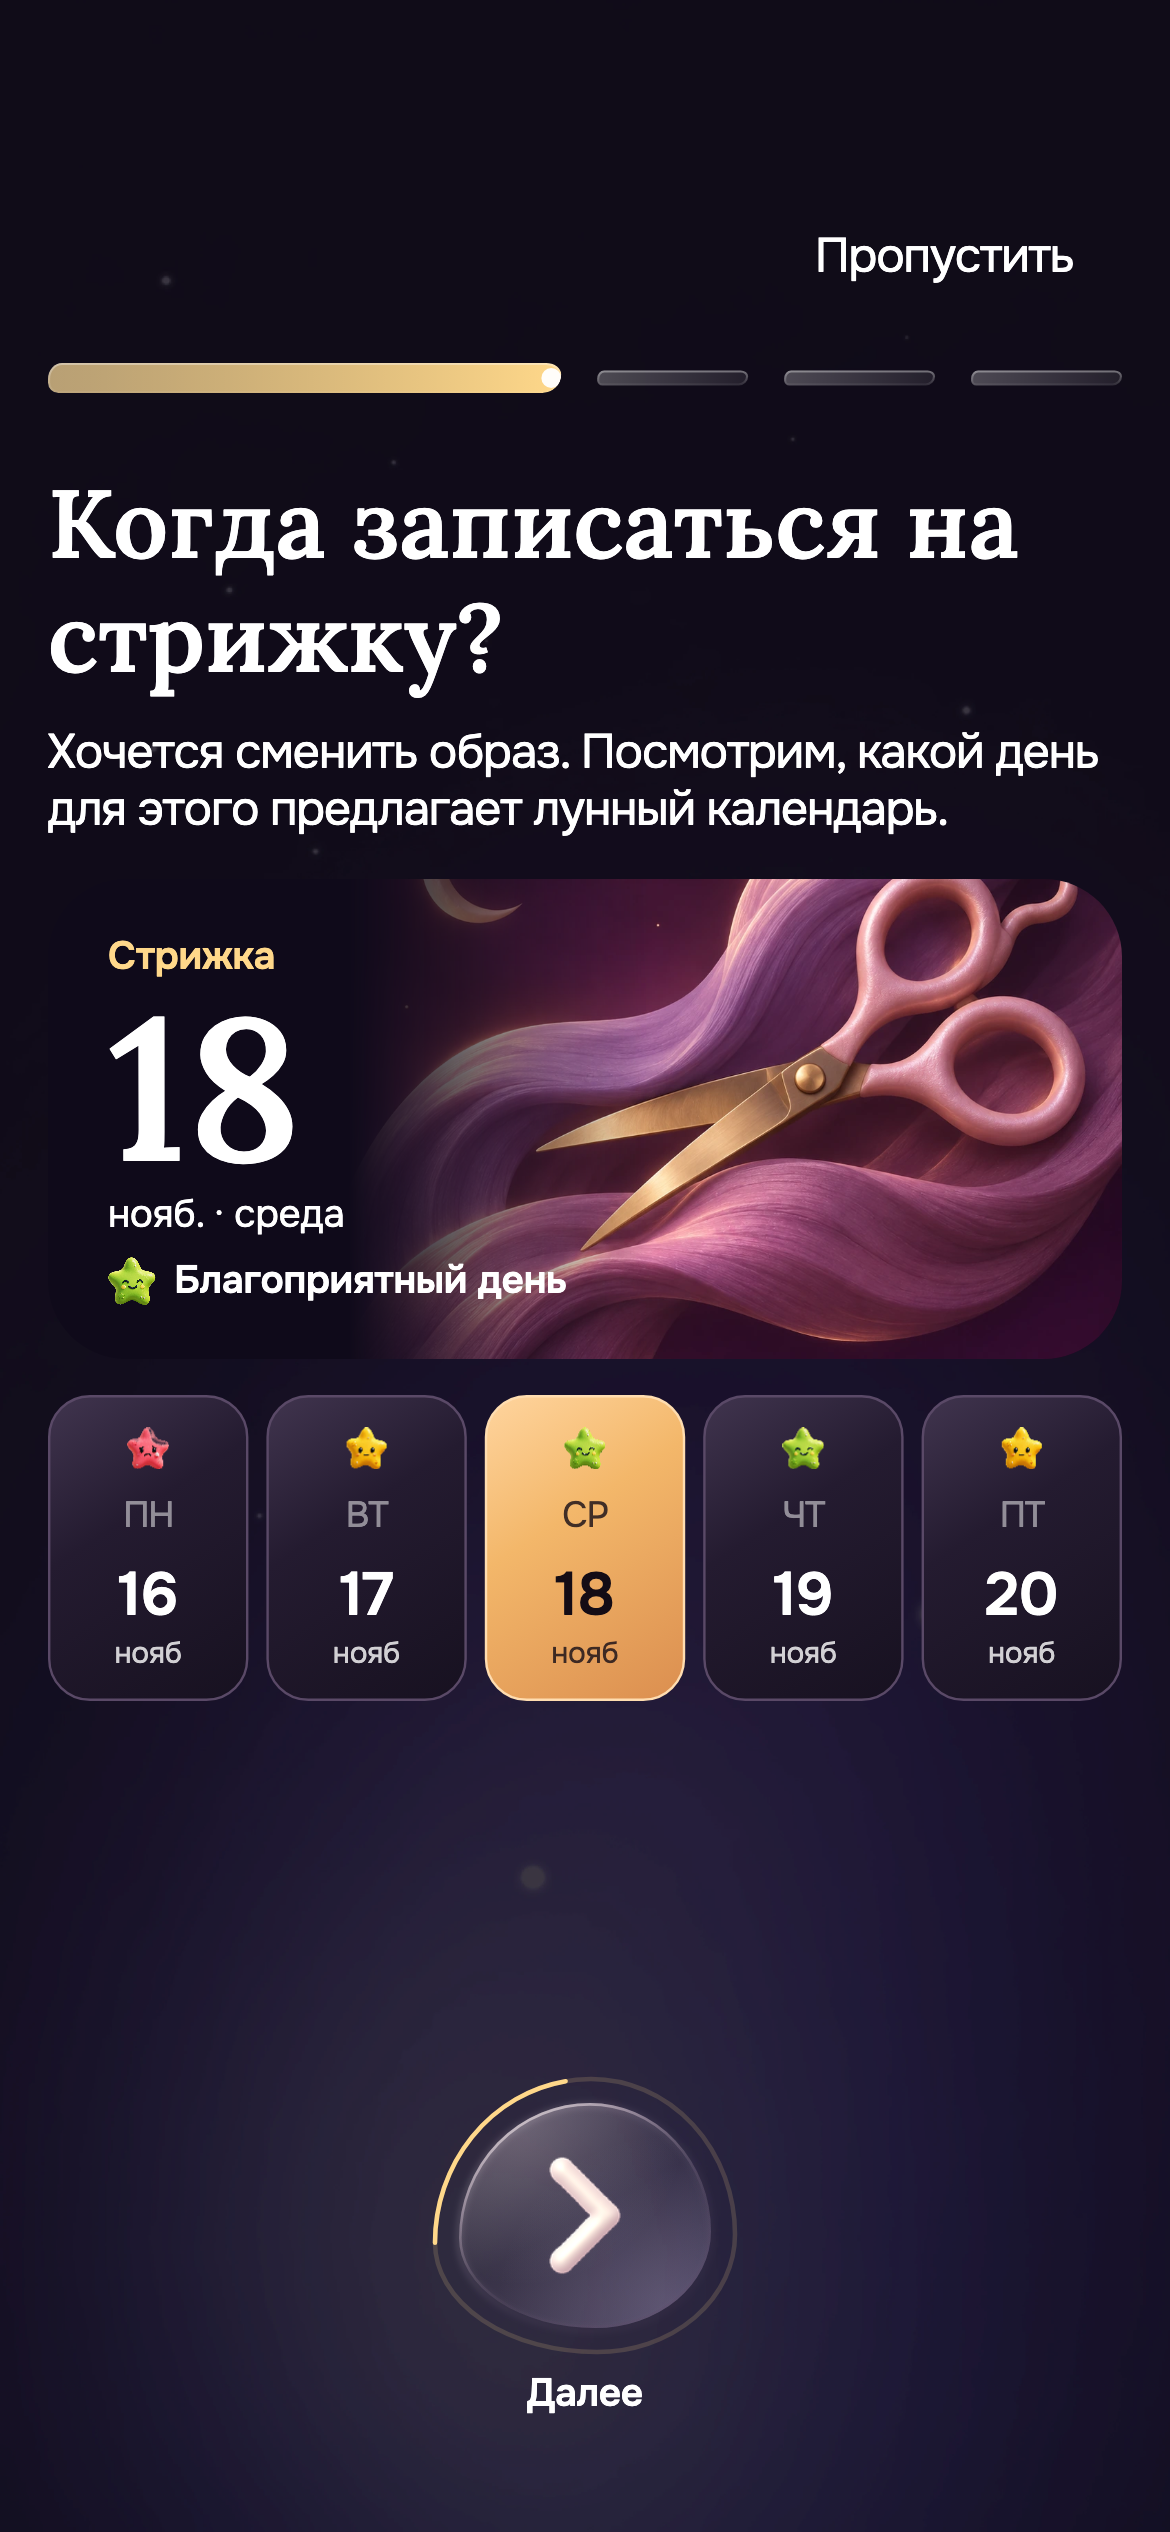 Пропустить
Когда записаться на
стрижку?
Хочется сменить образ. Посмотрим, какой день
для этого предлагает лунный календарь.
Стрижка
18
нояб. · среда
Благоприятный день
ПН
16
нояб
ВТ
17
нояб
СР
18
нояб
ЧТ
19
нояб
ПТ
20
нояб
Далее